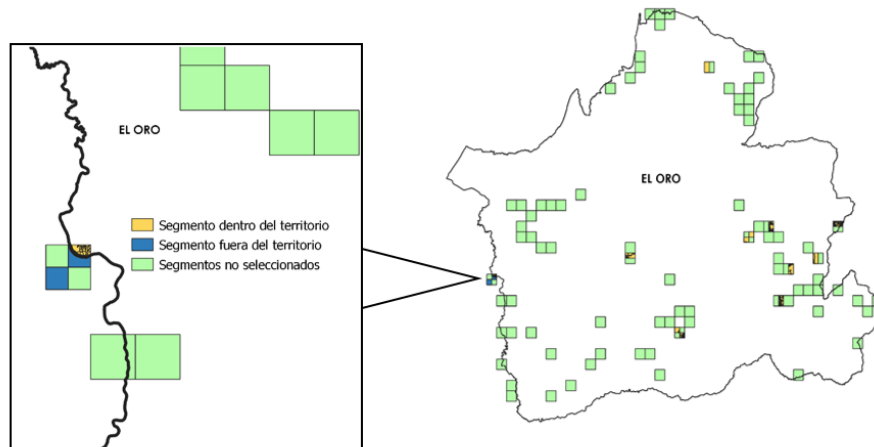 EL ORO
Segmento dentro del territorio
Segmento fuera del territorio
Segmentos no seleccionados
EL ORO